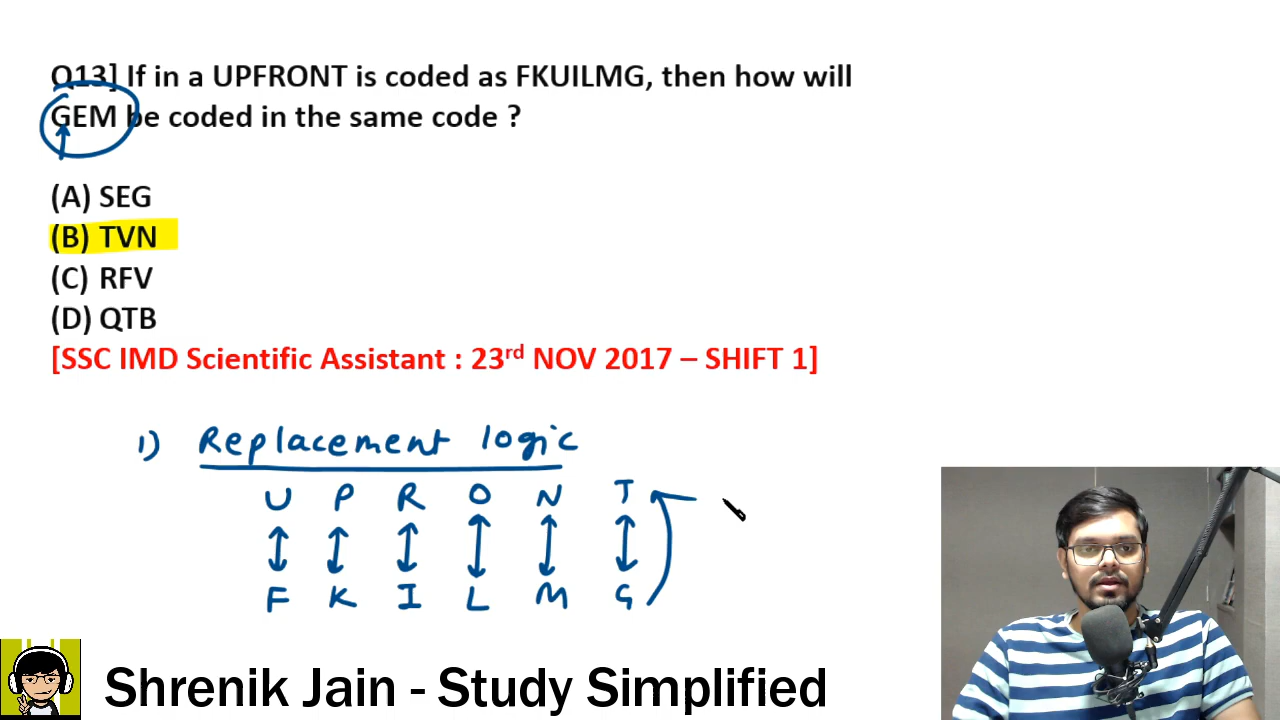 Q13] If in a UPFRONT is coded as FKUILMG, then how will
GEM be coded in the same code ?
(A) SEG
(B) TVN
(C) RFV
(D) QTB
[SSC IMD Scientific Assistant : 23rd NOV 2017 – SHIFT 1]
1) Replacement logic
U P R O N T
F K I L M G
Shrenik Jain - Study Simplified